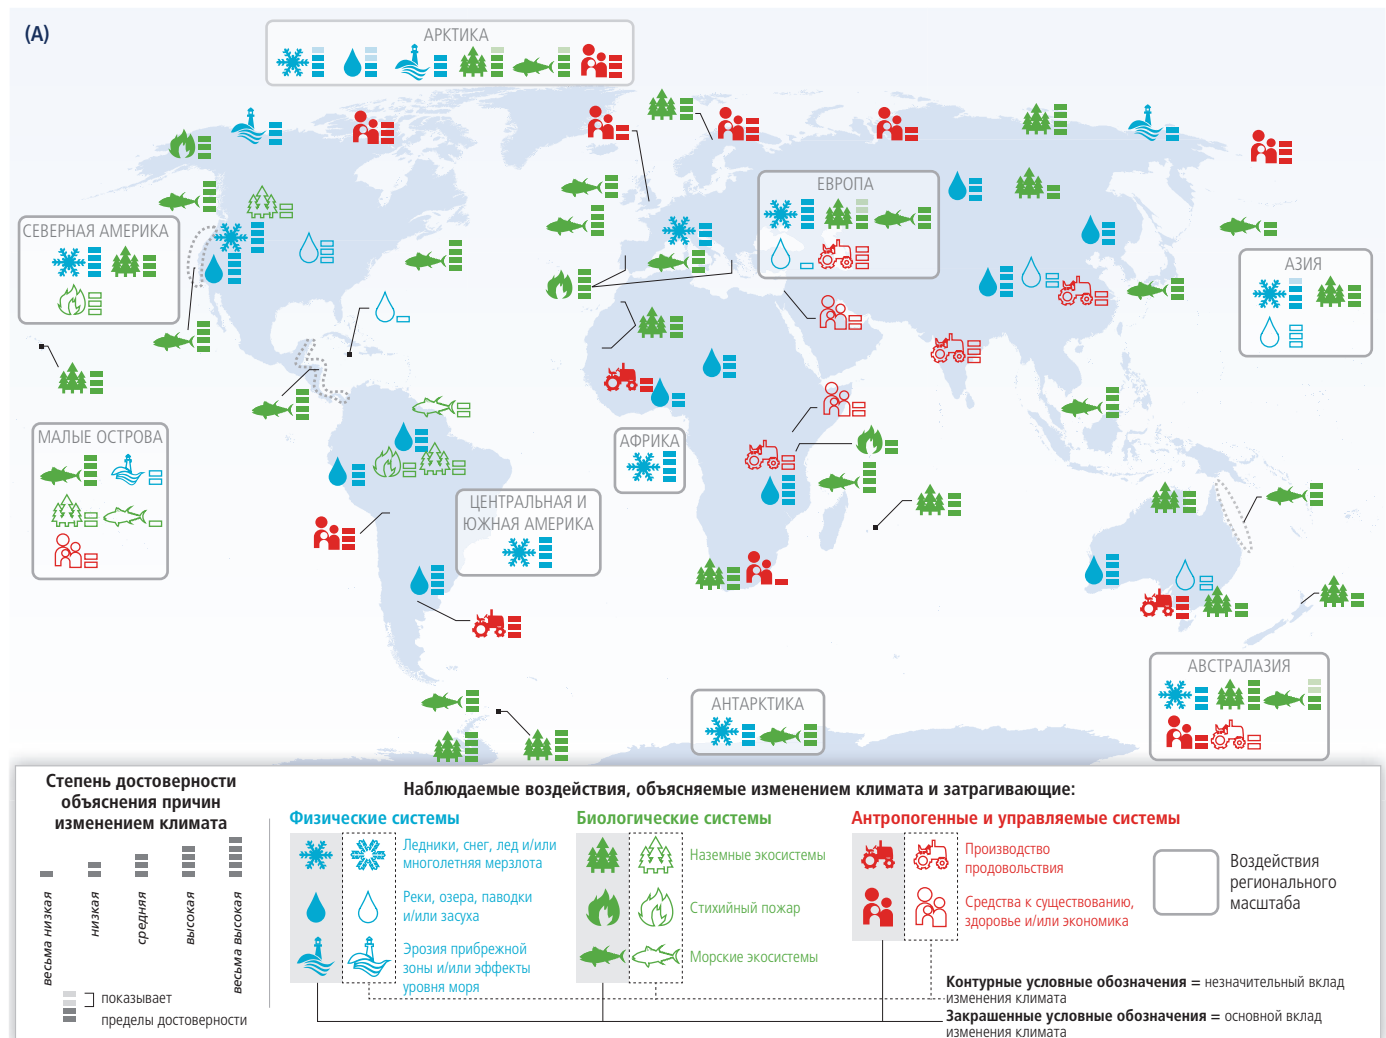 (A)
АРКТИКА
ЕВРОПА
СЕВЕРНАЯ АМЕРИКА
АЗИЯ
МАЛЫЕ ОСТРОВА
АФРИКА
ЦЕНТРАЛЬНАЯ И
ЮЖНАЯ АМЕРИКА
АВСТРАЛАЗИЯ
АНТАРКТИКА
Степень достоверности
объяснения причин
изменением климата
весьма низкая
низкая
средняя
высокая
весьма высокая
показывает
пределы достоверности
Наблюдаемые воздействия, объясняемые изменением климата и затрагивающие:
Физические системы
Ледники, снег, лед и/или
многолетняя мерзлота
Реки, озера, паводки
и/или засуха
Эрозия прибрежной
зоны и/или эффекты
уровня моря
Биологические системы
Наземные экосистемы
Стихийный пожар
Морские экосистемы
Антропогенные и управляемые системы
Производство
продовольствия
Средства к существованию,
здоровье и/или экономика
Воздействия
регионального
масштаба
Контурные условные обозначения = незначительный вклад
изменения климата
Закрашенные условные обозначения = основной вклад
изменения климата